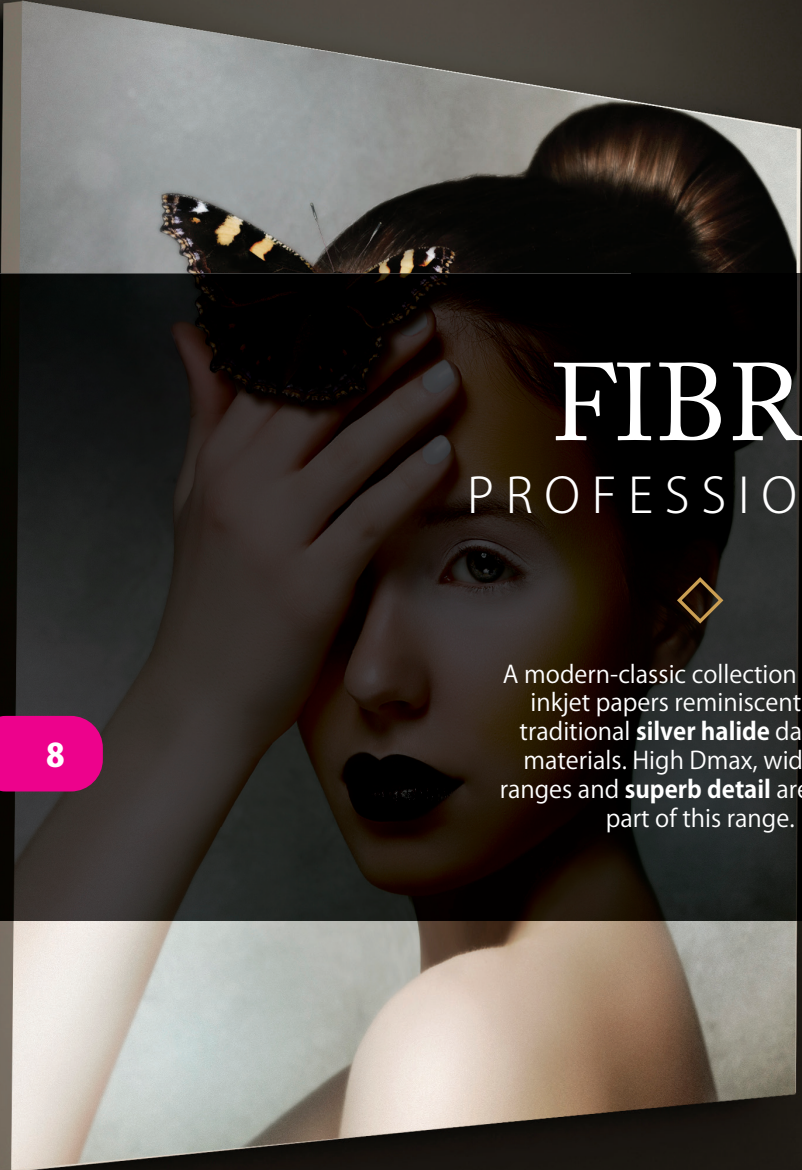 FIBR
PROFESSIO
A modern-classic collection
inkjet papers reminiscent
traditional silver halide da
materials. High Dmax, wid
ranges and superb detail are
part of this range.
8